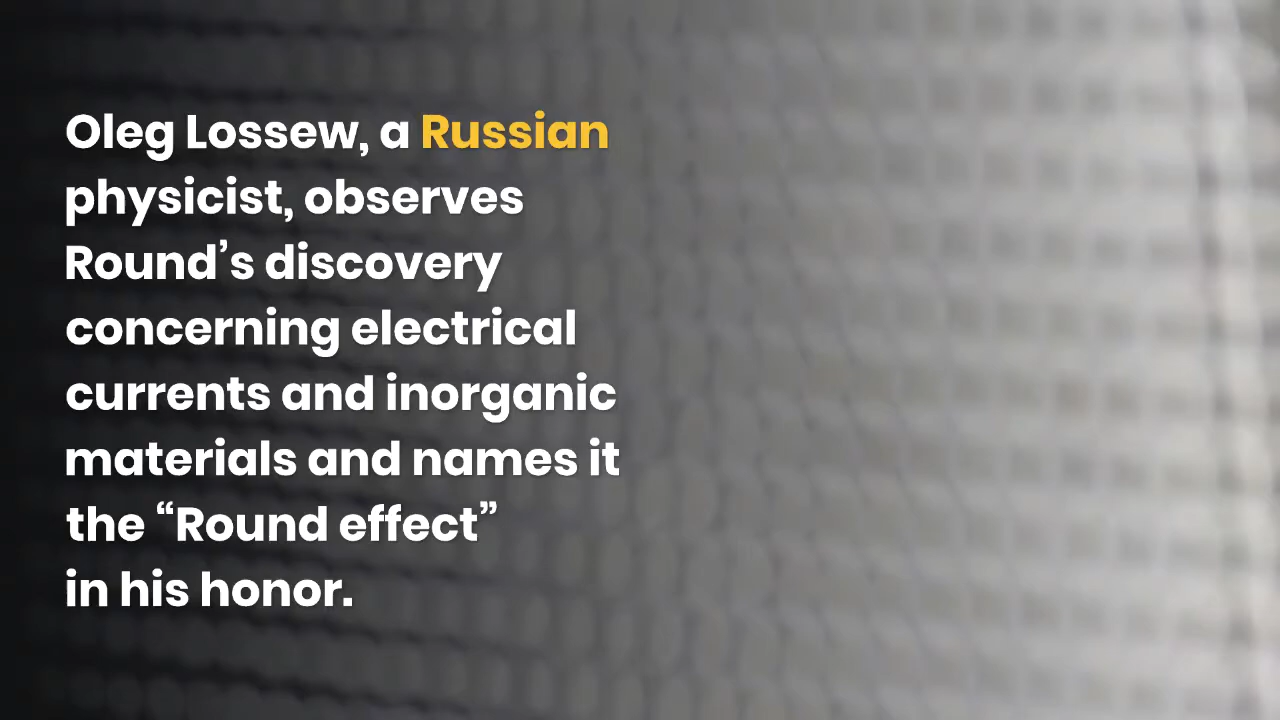 Oleg Lossew, a Russian
physicist, observes
Round’s discovery
concerning electrical
currents and inorganic
materials and names it
the “Round effect”
in his honor.